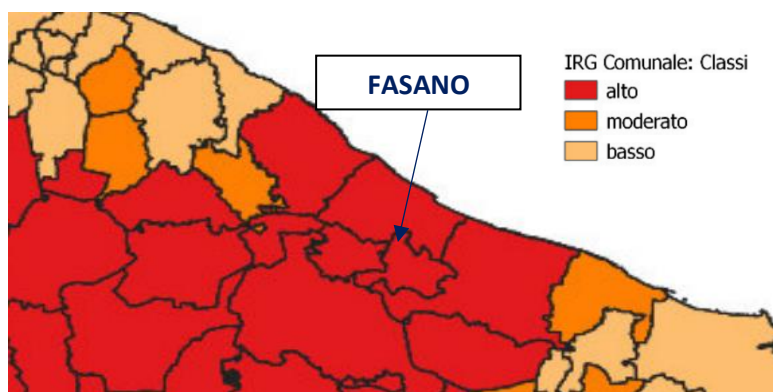 FASANO
IRG Comunale: Classi
alto
moderato
basso